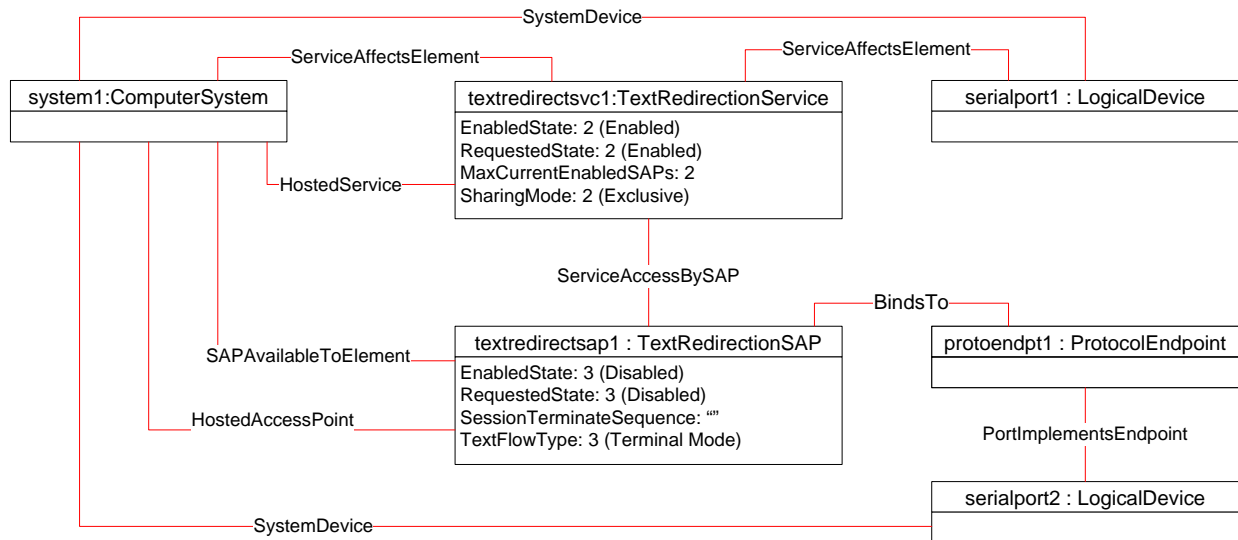 SystemDevice
ServiceAffectsElement
ServiceAffectsElement
system1:ComputerSystem
textredirectsvc1:TextRedirectionService
EnabledState: 2 (Enabled)
RequestedState: 2 (Enabled)
MaxCurrentEnabledSAPs: 2
SharingMode: 2 (Exclusive)
serialport1 : LogicalDevice
HostedService
ServiceAccessBySAP
BindsTo
SAPAvailableToElement
textredirectsap1 : TextRedirectionSAP
EnabledState: 3 (Disabled)
RequestedState: 3 (Disabled)
SessionTerminateSequence: “”
TextFlowType: 3 (Terminal Mode)
protoendpt1 : ProtocolEndpoint
HostedAccessPoint
PortImplementsEndpoint
serialport2 : LogicalDevice
SystemDevice